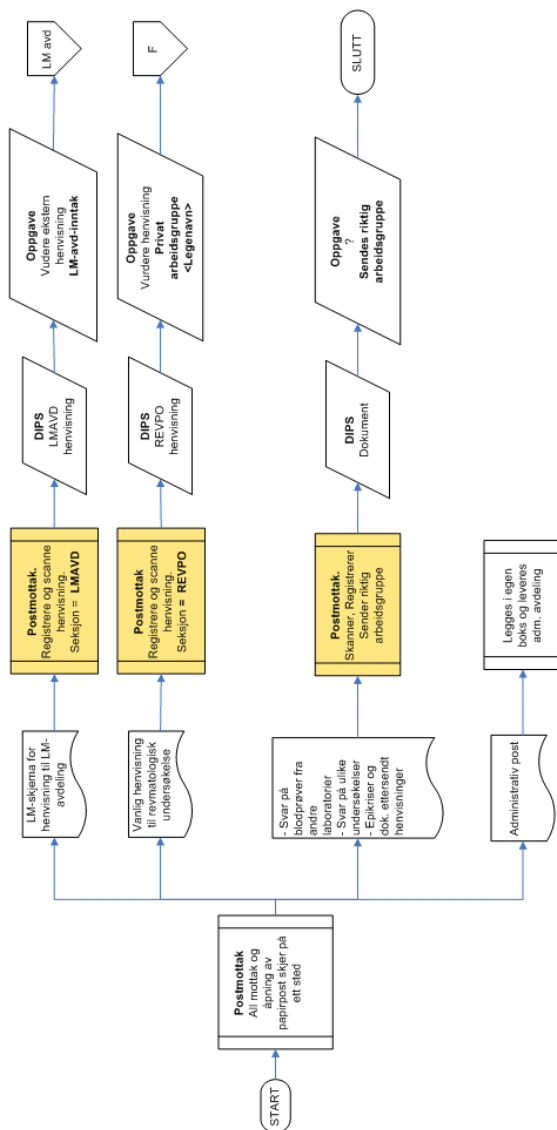 START
Postmottak
All mottak og
åpning av
papirpost skjer på
ett sted
LM-skjema for
henvisning til LM-
avdeling
Postmottak.
Registrere og scanne
henvisning.
Seksjon = LMAVD
DIPS
LMAVD
henvisning
Oppgave
Vudere ekstern
henvisning
LM-avd-inntak
LM avd
Vanlig henvisning
til revmatologisk
undersøkelse
Postmottak
Registrere og scanne
henvisning.
Seksjon = REVPO
DIPS
REVPO
henvisning
Oppgave
Vurdere henvisning
Privat
arbeidsgruppe
<Legenavn>
F
- Svar på
blodprøver fra
andre
laboratorier
- Svar på ulike
undersøkelser
- Epikriser og
dok. ettersendt
henvisninger
Postmottak.
Skanner, Registrerer
Sender riktig
arbeidsgruppe
DIPS
Dokument
Oppgave
?
Sendes riktig
arbeidsgruppe
SLUTT
Administrativ post
Legges i egen
boks og leveres
adm. avdeling